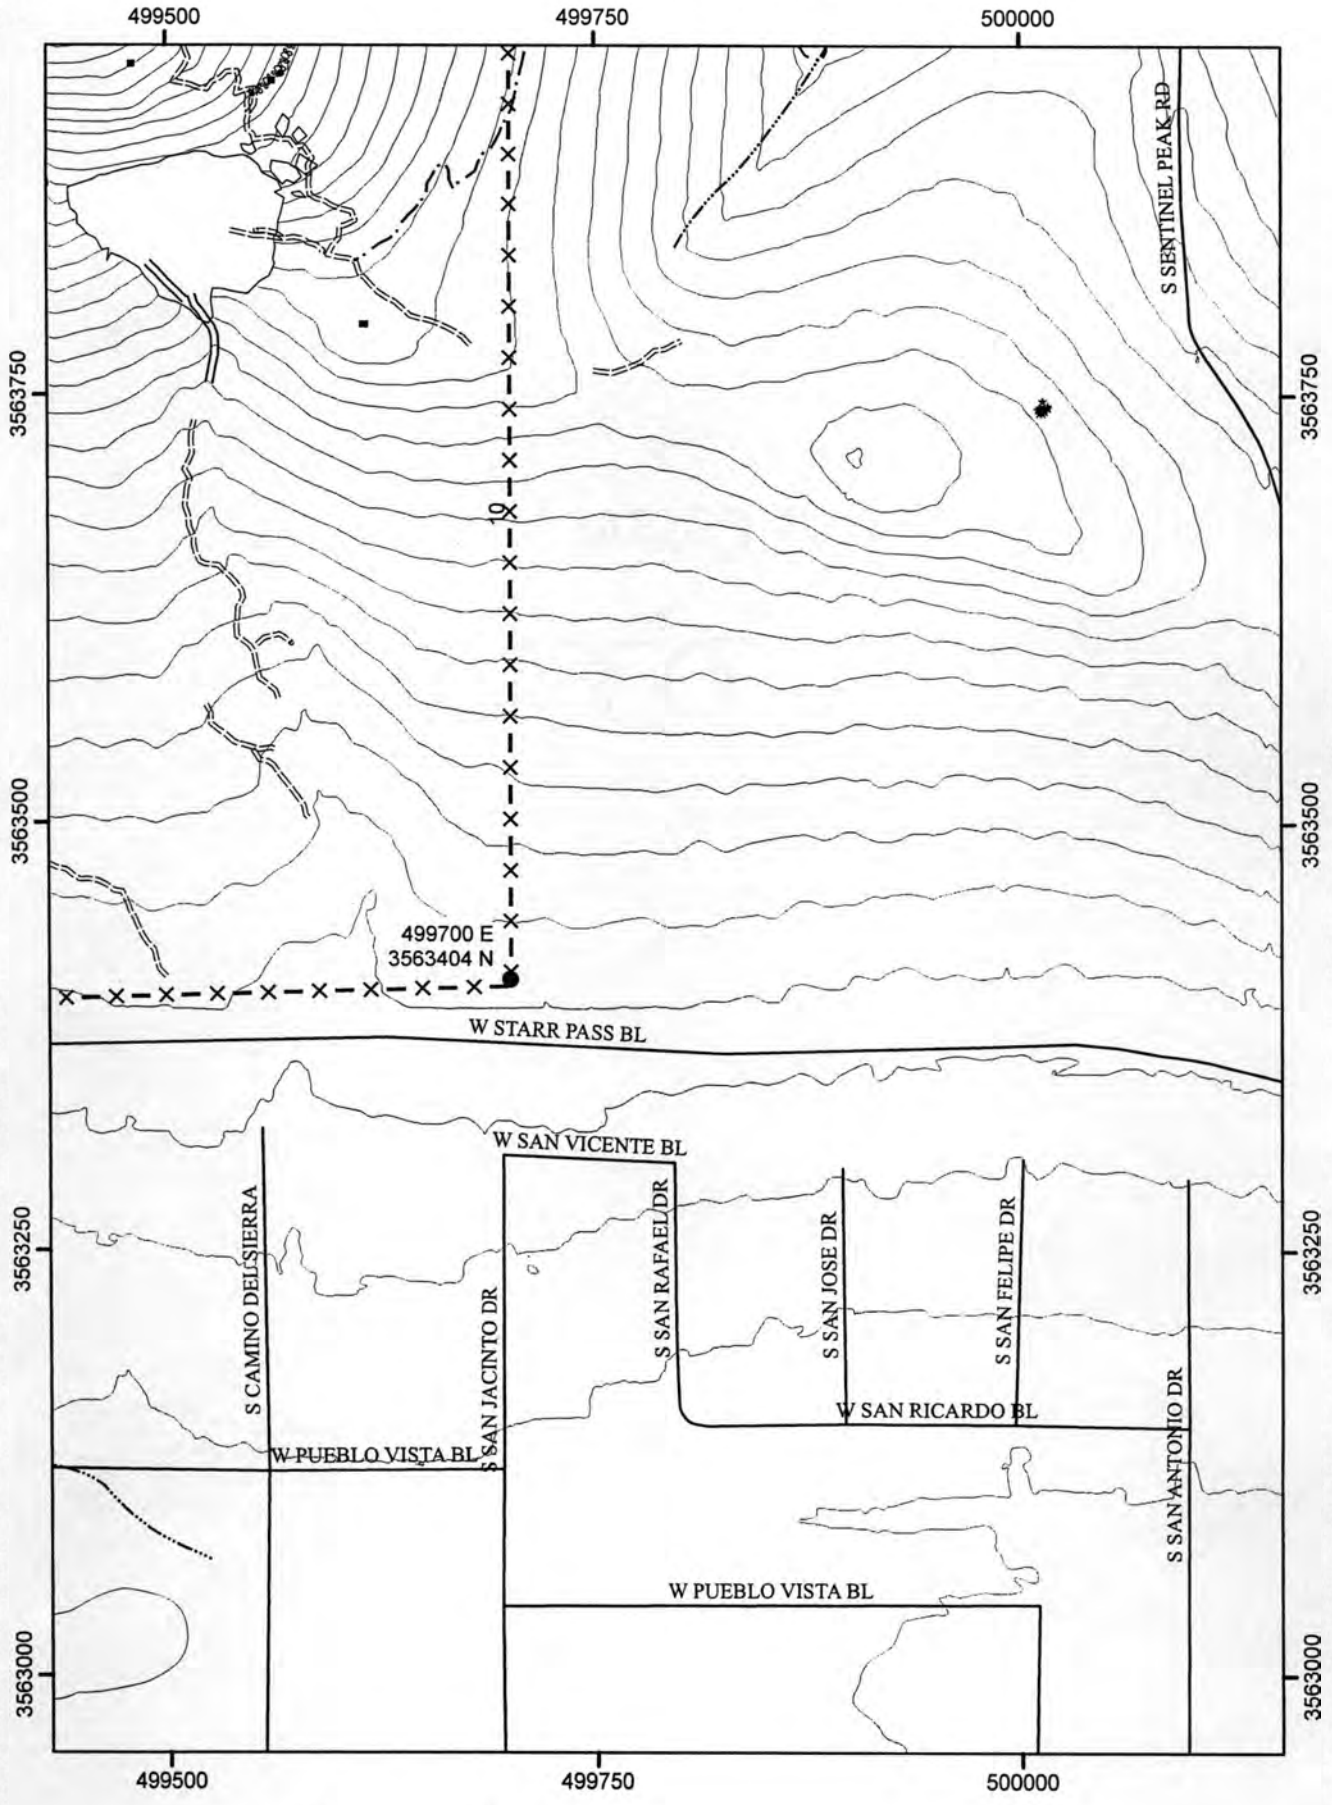 499500
499750
500000
S SENTINEL PEAK RD
3563750
3563750
10
3563500
3563500
499700 E
3563404 N
W STARR PASS BL
W SAN VICENTE BL
S CAMINO DEL SIERRA
S SAN JACINTO DR
S SAN RAFAEL DR
S SAN JOSE DR
S SAN FELIPE DR
3563250
3563250
W SAN RICARDO BL
S SAN ANTONIO DR
W PUEBLO VISTA BL
W PUEBLO VISTA BL
3563000
3563000
499500
499750
500000